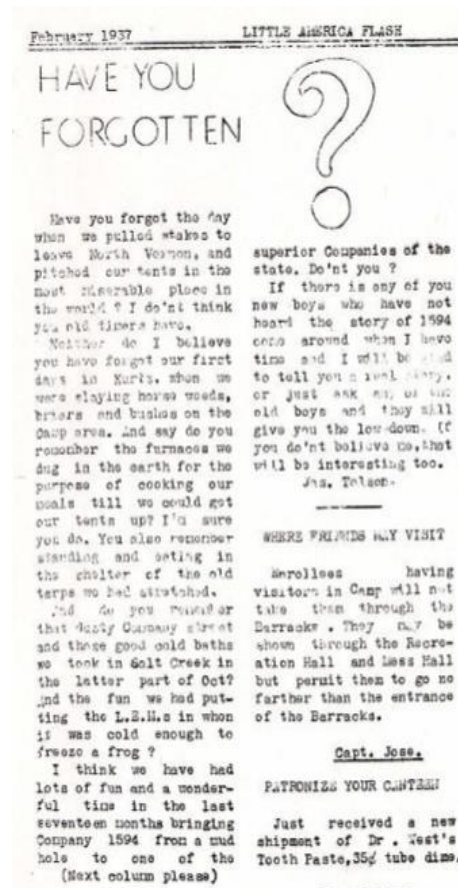 February 1937
LITTLE AMERICA FLASH
HAVE YOU
FORGOTTEN
?
Have you forgot the day
when we pulled stakes to
leave North Vernon, and
pitched our tents in the
most miserable place in
the world ? I do'nt think
you old timers have.
Neither do I believe
you have forgot our first
days in Kurtz, when we
were slaying horse weeds,
briers and bushes on the
Camp area. And say do you
remember the furnaces we
dug in the earth for the
purpose of cooking our
meals till we could get
our tents up? I'm sure
you do. You also remember
standing and eating in
the shelter of the old
tarps we had stretched.
And do you remember
that dusty Company street
and those good cold baths
we took in Salt Creek in
the latter part of Oct?
And the fun we had put-
ting the L.E.M.s in when
it was cold enough to
freeze a frog ?
I think we have had
lots of fun and a wonder-
ful time in the last
seventeen months bringing
Company 1594 from a mud
hole to one of the
(Next column please)
superior Companies of the
state. Do'nt you ?
If there is any of you
new boys who have not
heard the story of 1594
come around when I have
time and I will be glad
to tell you a real story,
or just ask any of the
old boys and they will
give you the low-down. If
you do'nt believe me, that
will be interesting too.
Jas. Tolson.
WHERE FRIENDS MAY VISIT
Enrollees having
visitors in Camp will not
take them through the
Barracks . They may be
shown through the Recre-
ation Hall and Mess Hall
but permit them to go no
farther than the entrance
of the Barracks.
Capt. Jose.
PATRONIZE YOUR CANTEEN
Just received a new
shipment of Dr . West's
Tooth Paste, 35¢ tube dime.